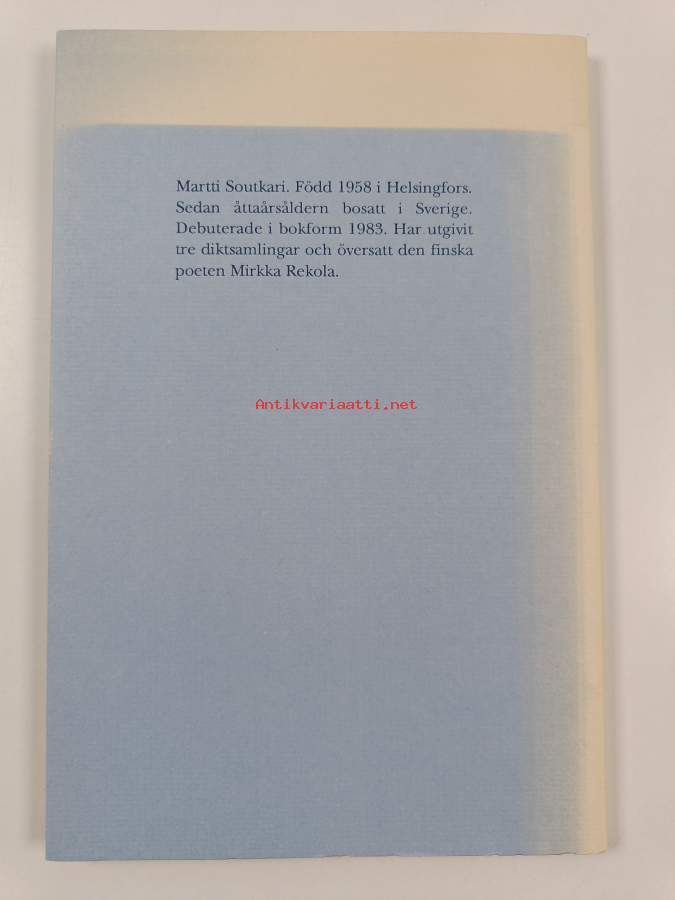 Martti Soutkari. Född 1958 i Helsingfors.
Sedan åttaårsåldern bosatt i Sverige.
Debuterade i bokform 1983. Har utgivit
tre diktsamlingar och översatt den finska
poeten Mirkka Rekola.
Antikvariaatti.net